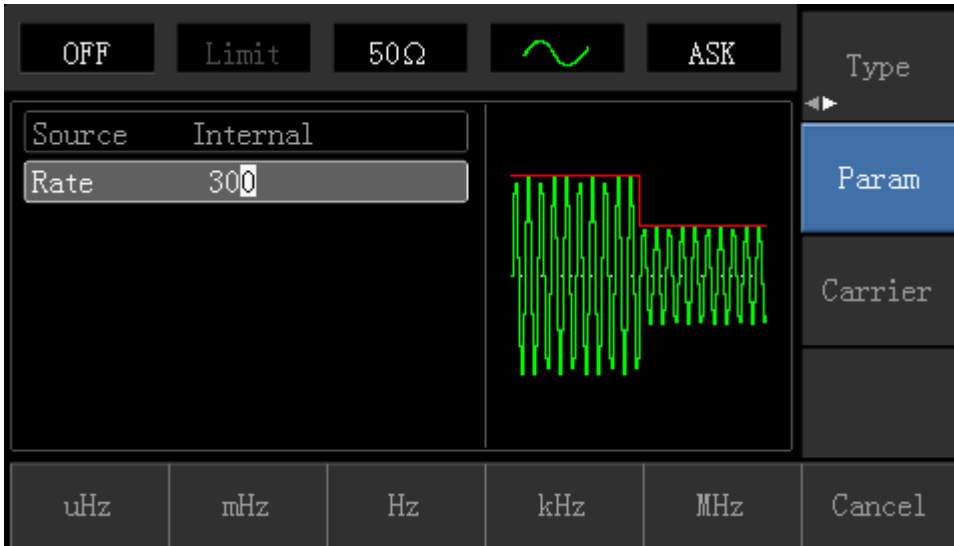 OFF Limit 50Ω ASK
Type
Source Internal
Rate 300
Param
Carrier
uHz mHz Hz kHz MHz Cancel